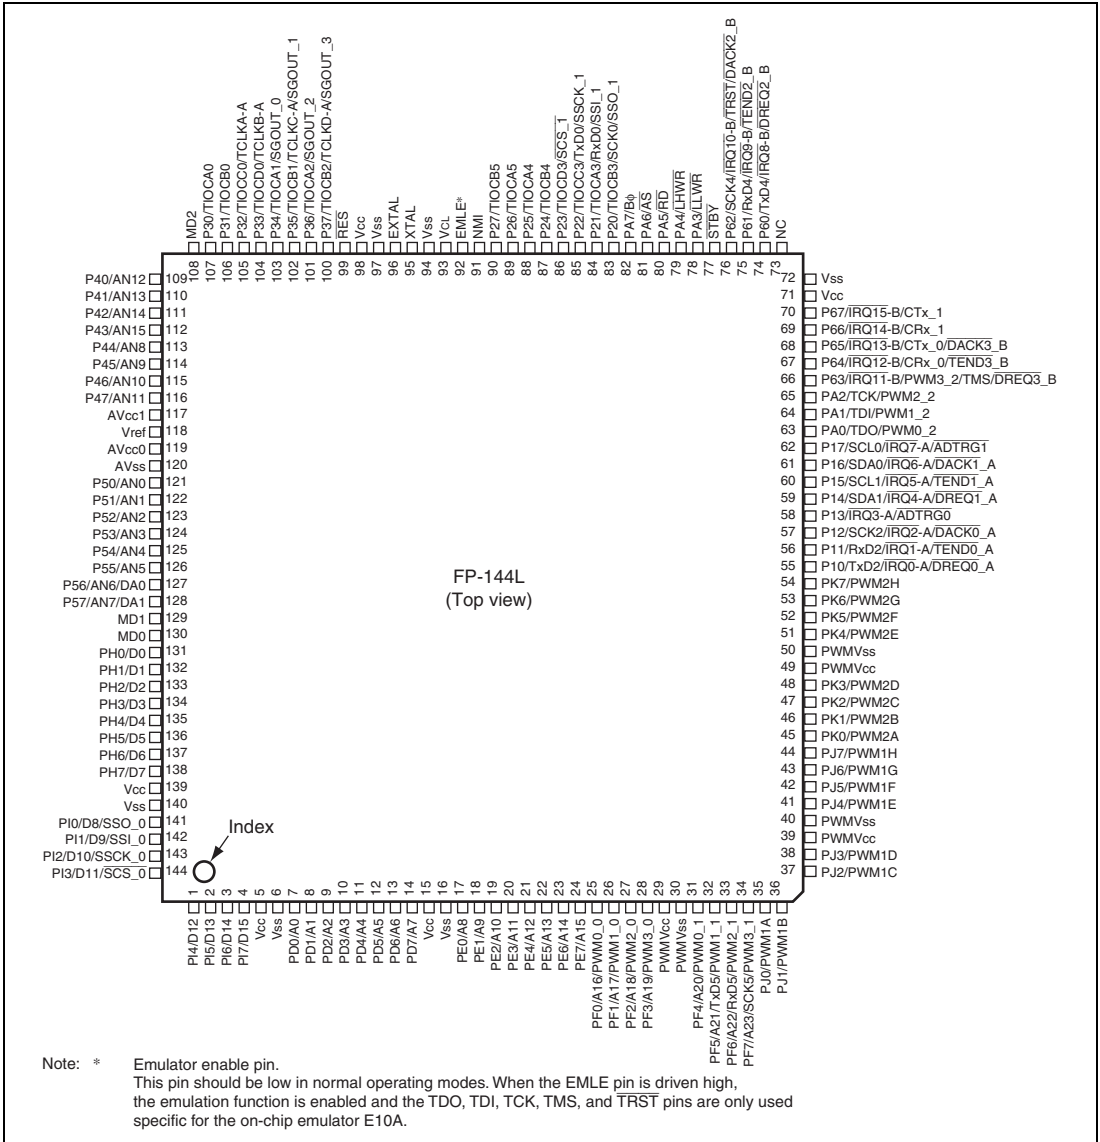 MD2
P30/TIOCA0
P31/TIOCB0
P32/TIOCC0/TCLKA-A
P33/TIOCD0/TCLKB-A
P34/TIOCA1/SGOUT_0
P35/TIOCB1/TCLKC-A/SGOUT_1
P36/TIOCA2/SGOUT_2
P37/TIOCB2/TCLKD-A/SGOUT_3
RES
Vcc
Vss
EXTAL
XTAL
Vss
VCL
EMLE*
NMI
P27/TIOCB5
P26/TIOCA5
P25/TIOCA4
P24/TIOCB4
P23/TIOCD3/SCS_1
P22/TIOCC3/TxD0/SSCK_1
P21/TIOCA3/RxD0/SSI_1
P20/TIOCB3/SCK0/SSO_1
PA7/Bϕ
PA6/AS
PA5/RD
PA4/LHWR
PA3/LLWR
STBY
P62/SCK4/IRQ10-B/TRST/DACK2_B
P61/RxD4/IRQ9-B/TEND2_B
P60/TxD4/IRQ8-B/DREQ2_B
NC
108
107
106
105
104
103
102
101
100
99
98
97
96
95
94
93
92
91
90
89
88
87
86
85
84
83
82
81
80
79
78
77
76
75
74
73
P40/AN12 109
P41/AN13 110
P42/AN14 111
P43/AN15 112
P44/AN8 113
P45/AN9 114
P46/AN10 115
P47/AN11 116
AVcc1 117
Vref 118
AVcc0 119
AVss 120
P50/AN0 121
P51/AN1 122
P52/AN2 123
P53/AN3 124
P54/AN4 125
P55/AN5 126
P56/AN6/DA0 127
P57/AN7/DA1 128
MD1 129
MD0 130
PH0/D0 131
PH1/D1 132
PH2/D2 133
PH3/D3 134
PH4/D4 135
PH5/D5 136
PH6/D6 137
PH7/D7 138
Vcc 139
Vss 140
PI0/D8/SSO_0 141
PI1/D9/SSI_0 142
PI2/D10/SSCK_0 143
PI3/D11/SCS_0 144
FP-144L
(Top view)
Index
72 Vss
71 Vcc
70 P67/IRQ15-B/CTx_1
69 P66/IRQ14-B/CRx_1
68 P65/IRQ13-B/CTx_0/DACK3_B
67 P64/IRQ12-B/CRx_0/TEND3_B
66 P63/IRQ11-B/PWM3_2/TMS/DREQ3_B
65 PA2/TCK/PWM2_2
64 PA1/TDI/PWM1_2
63 PA0/TDO/PWM0_2
62 P17/SCL0/IRQ7-A/ADTRG1
61 P16/SDA0/IRQ6-A/DACK1_A
60 P15/SCL1/IRQ5-A/TEND1_A
59 P14/SDA1/IRQ4-A/DREQ1_A
58 P13/IRQ3-A/ADTRG0
57 P12/SCK2/IRQ2-A/DACK0_A
56 P11/RxD2/IRQ1-A/TEND0_A
55 P10/TxD2/IRQ0-A/DREQ0_A
54 PK7/PWM2H
53 PK6/PWM2G
52 PK5/PWM2F
51 PK4/PWM2E
50 PWMVss
49 PWMVcc
48 PK3/PWM2D
47 PK2/PWM2C
46 PK1/PWM2B
45 PK0/PWM2A
44 PJ7/PWM1H
43 PJ6/PWM1G
42 PJ5/PWM1F
41 PJ4/PWM1E
40 PWMVss
39 PWMVcc
38 PJ3/PWM1D
37 PJ2/PWM1C
1
2
3
4
5
6
7
8
9
10
11
12
13
14
15
16
17
18
19
20
21
22
23
24
25
26
27
28
29
30
31
32
33
34
35
36
PI4/D12
PI5/D13
PI6/D14
PI7/D15
Vcc
Vss
PD0/A0
PD1/A1
PD2/A2
PD3/A3
PD4/A4
PD5/A5
PD6/A6
PD7/A7
Vcc
Vss
PE0/A8
PE1/A9
PE2/A10
PE3/A11
PE4/A12
PE5/A13
PE6/A14
PE7/A15
PF0/A16/PWM0_0
PF1/A17/PWM1_0
PF2/A18/PWM2_0
PF3/A19/PWM3_0
PWMVcc
PWMVss
PF4/A20/PWM0_1
PF5/A21/TxD5/PWM1_1
PF6/A22/RxD5/PWM2_1
PF7/A23/SCK5/PWM3_1
PJ0/PWM1A
PJ1/PWM1B
Note: * Emulator enable pin.
This pin should be low in normal operating modes. When the EMLE pin is driven high,
the emulation function is enabled and the TDO, TDI, TCK, TMS, and TRST pins are only used
specific for the on-chip emulator E10A.